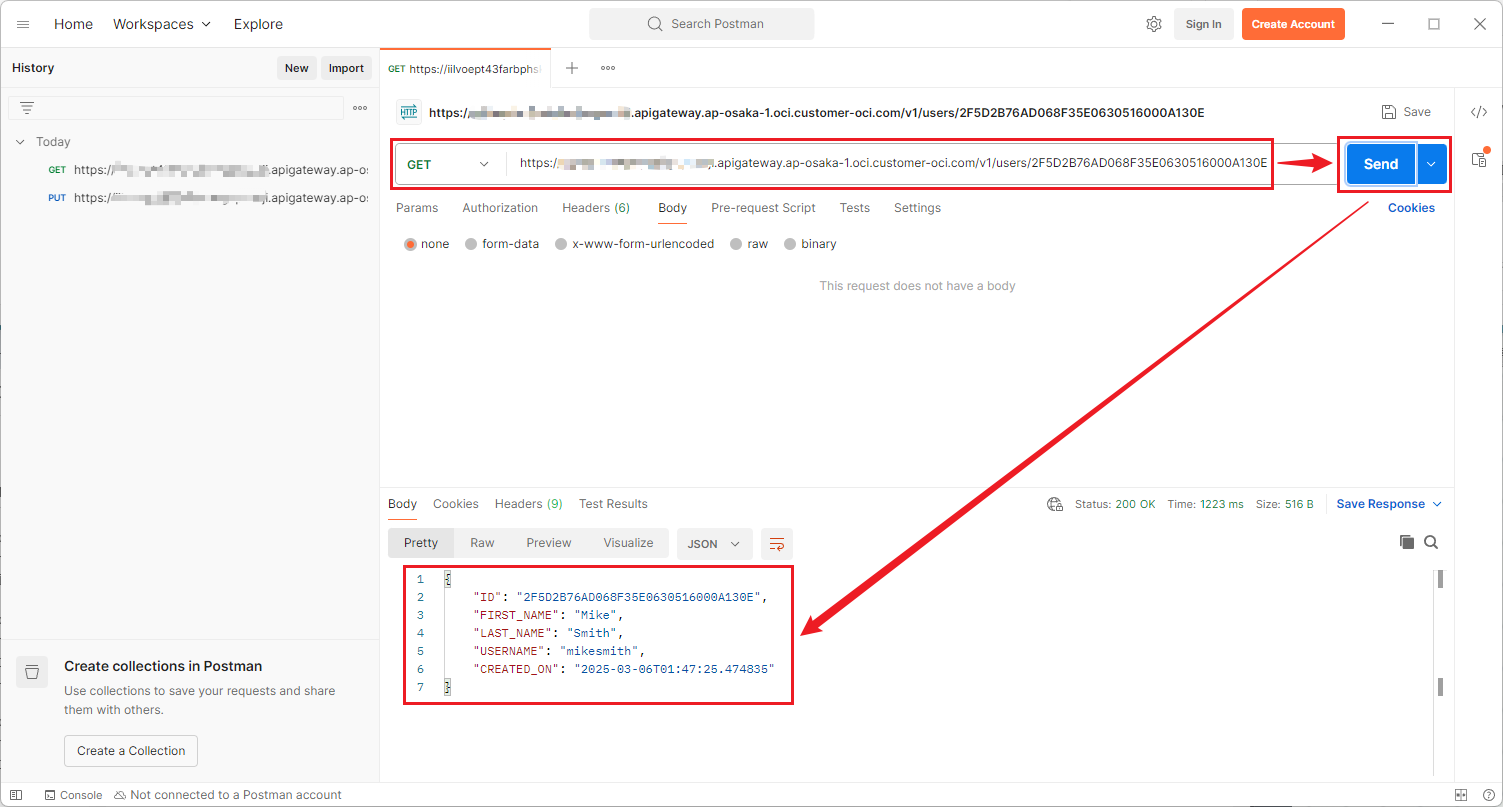 Home Workspaces Explore Search Postman Sign In Create Account
History New Import
GET https://iilvoept43farbphs
https:// .apigateway.ap-osaka-1.oci.customer-oci.com/v1/users/2F5D2B76AD068F35E0630516000A130E Save
Today
GET https:// .apigateway.ap-os
PUT https:// .apigateway.ap-os
GET https:// .apigateway.ap-osaka-1.oci.customer-oci.com/v1/users/2F5D2B76AD068F35E0630516000A130E Send
Params Authorization Headers (6) Body Pre-request Script Tests Settings Cookies
none form-data x-www-form-urlencoded raw binary
This request does not have a body
Body Cookies Headers (9) Test Results Status: 200 OK Time: 1223 ms Size: 516 B Save Response
Pretty Raw Preview Visualize JSON
1 {
2 "ID": "2F5D2B76AD068F35E0630516000A130E",
3 "FIRST_NAME": "Mike",
4 "LAST_NAME": "Smith",
5 "USERNAME": "mikesmith",
6 "CREATED_ON": "2025-03-06T01:47:25.474835"
7 }
Create collections in Postman
Use collections to save your requests and share
them with others.
Create a Collection
Console Not connected to a Postman account